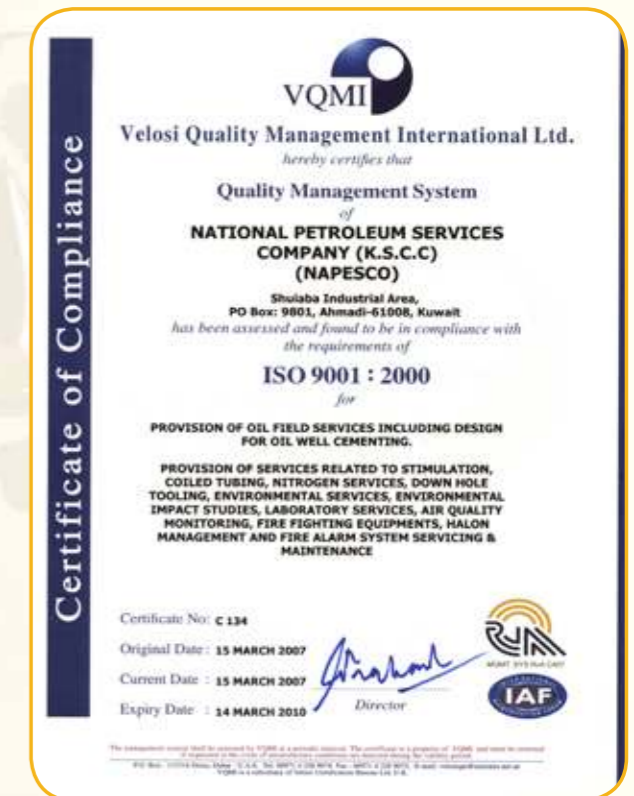 VQMI
Velosi Quality Management International Ltd.
hereby certifies that
Quality Management System
of
NATIONAL PETROLEUM SERVICES
COMPANY (K.S.C.C)
(NAPESCO)
Shuiaba Industrial Area,
PO Box: 9801, Ahmadi-61008, Kuwait
has been assessed and found to be in compliance with
the requirements of
ISO 9001 : 2000
for
PROVISION OF OIL FIELD SERVICES INCLUDING DESIGN
FOR OIL WELL CEMENTING.
PROVISION OF SERVICES RELATED TO STIMULATION,
COILED TUBING, NITROGEN SERVICES, DOWN HOLE
TOOLING, ENVIRONMENTAL SERVICES, ENVIRONMENTAL
IMPACT STUDIES, LABORATORY SERVICES, AIR QUALITY
MONITORING, FIRE FIGHTING EQUIPMENTS, HALON
MANAGEMENT AND FIRE ALARM SYSTEM SERVICING &
MAINTENANCE
Certificate of Compliance
Certificate No: C 134
Original Date : 15 MARCH 2007
Current Date : 15 MARCH 2007
Expiry Date : 14 MARCH 2010
Director
IAF